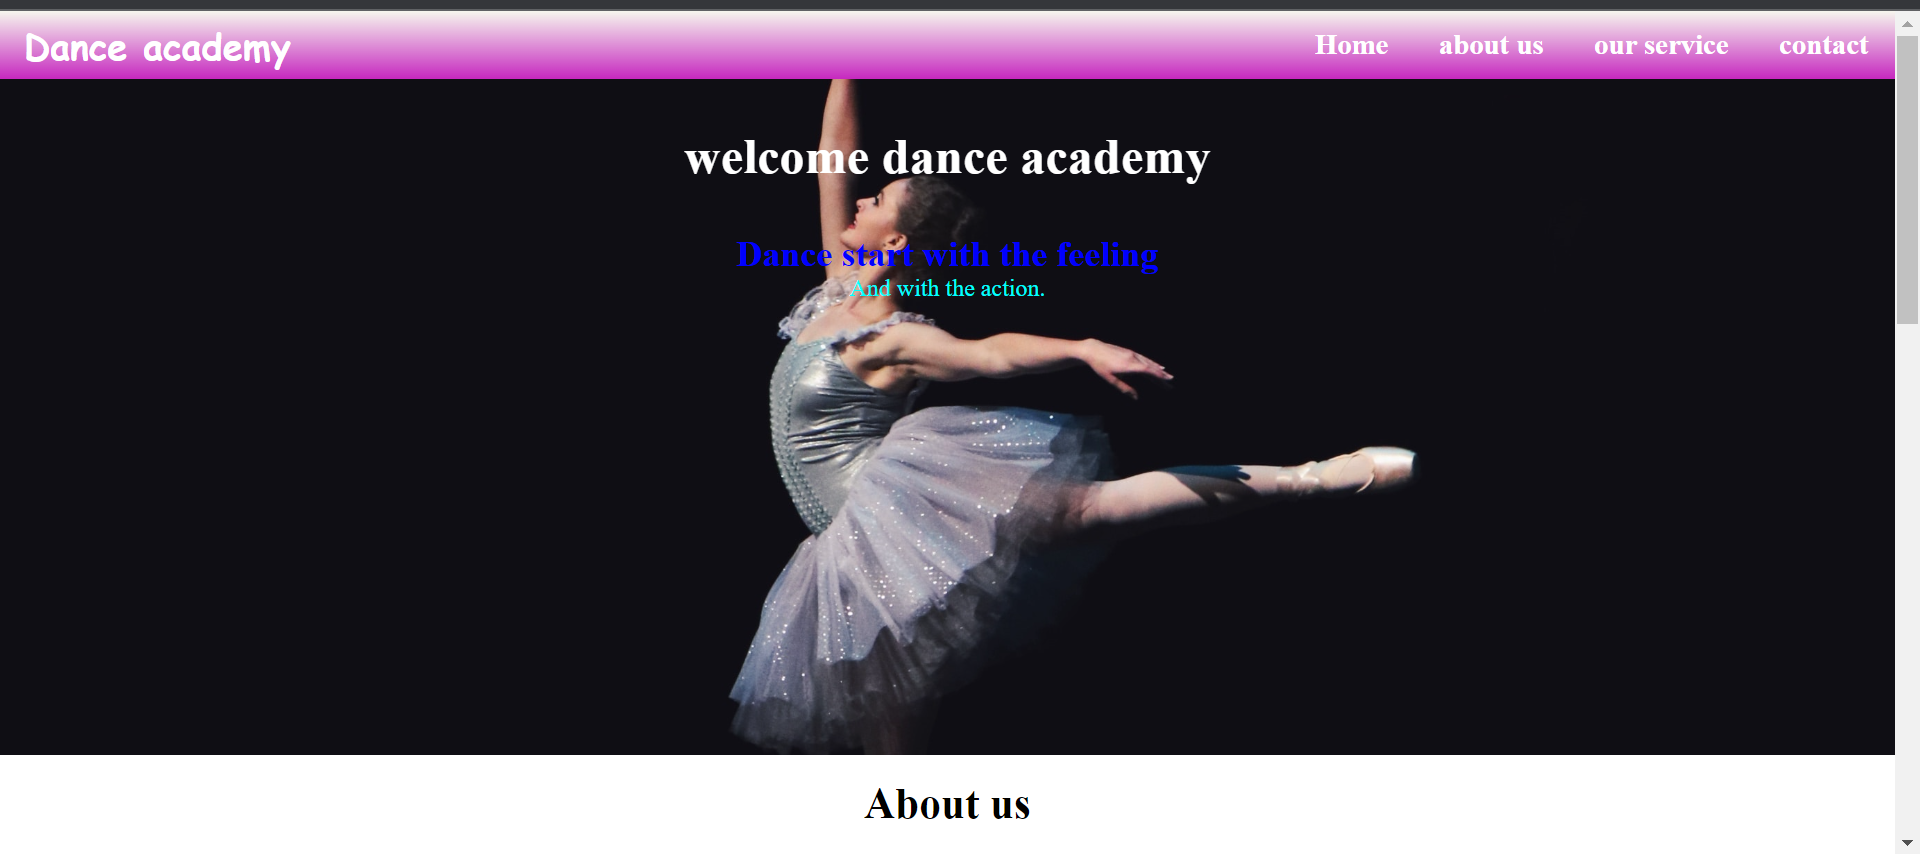 Dance academy
Home about us our service contact
welcome dance academy
Dance start with the feeling
And with the action.
About us